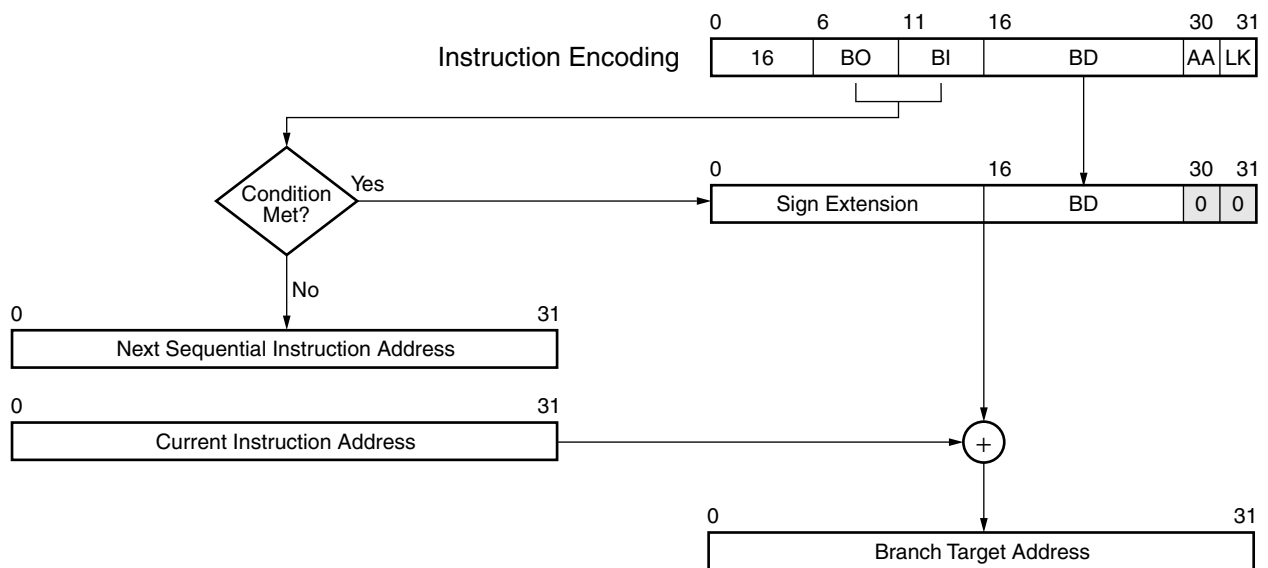 0 6 11 16 30 31
Instruction Encoding 16 BO BI BD AA LK
0 16 30 31
Condition
Met?
Yes
Sign Extension BD 0 0
No
0 31
Next Sequential Instruction Address
0 31
Current Instruction Address
+
0 31
Branch Target Address